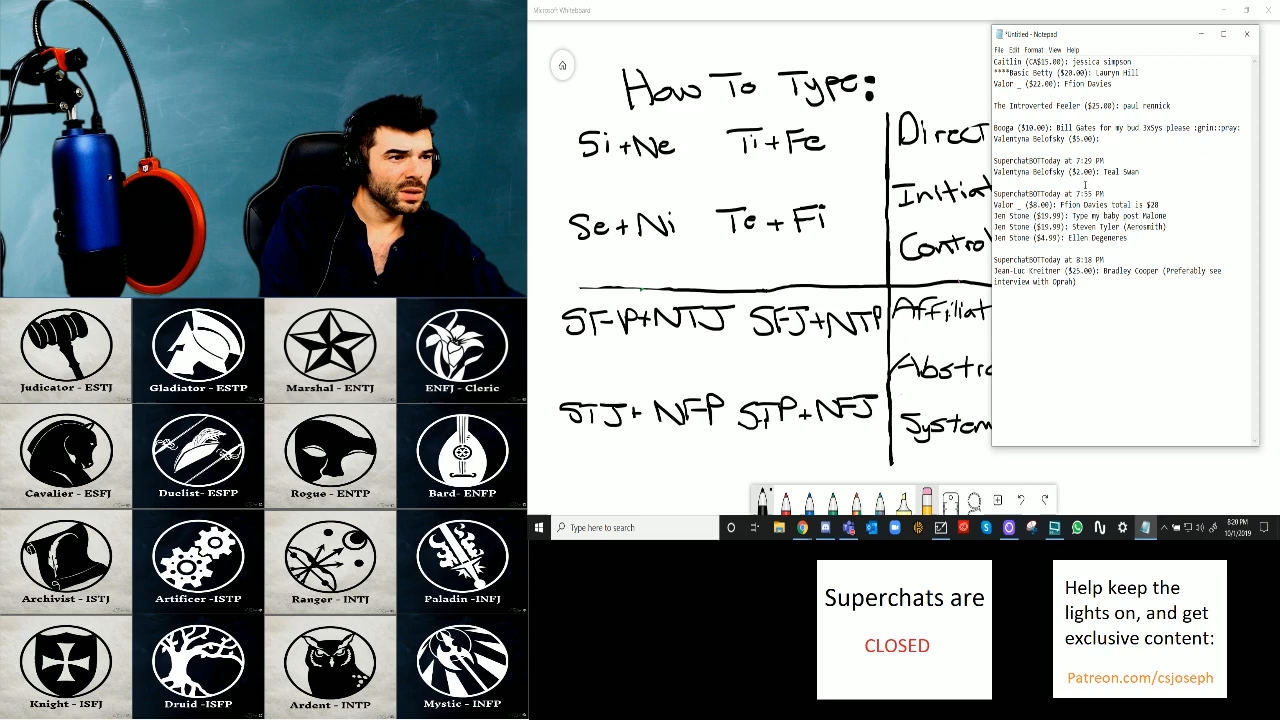 Microsoft Whiteboard
How To Type:
Si+Ne Ti+Fe
Se+Ni Te+Fi
SFP+NTJ SFJ+NTP
STJ+NFP STP+NFJ
Direct
Initiat
Control
Affiliat
Abstra
System
*Untitled - Notepad
File Edit Format View Help
Caitlin (CA$15.00): jessica simpson
****Basic Betty ($20.00): Lauryn Hill
Valor _ ($22.00): Ffion Davies
The Introverted Feeler ($25.00): paul rennick
Booga ($10.00): Bill Gates for my bud 3xSys please :grin::pray:
Valentyna Belofsky ($5.00):
SuperchatBOTToday at 7:29 PM
Valentyna Belofsky ($2.00): Teal Swan
SuperchatBOTToday at 7:55 PM
Valor _ ($8.00): Ffion Davies total is $28
Jen Stone ($19.99): Type my baby post Malone
Jen Stone ($19.99): Steven Tyler (Aerosmith)
Jen Stone ($4.99): Ellen Degeneres
SuperchatBOTToday at 8:18 PM
Jean-Luc Kreitner ($25.00): Bradley Cooper (Preferably see
interview with Oprah)
Judicator - ESTJ
Gladiator - ESTP
Marshal - ENTJ
ENFJ - Cleric
Cavalier - ESFJ
Duelist- ESFP
Rogue - ENTP
Bard- ENFP
Archivist - ISTJ
Artificer -ISTP
Ranger - INTJ
Paladin -INFJ
Knight - ISFJ
Druid -ISFP
Ardent - INTP
Mystic - INFP
Type here to search
8:20 PM
10/1/2019
Superchats are
CLOSED
Help keep the
lights on, and get
exclusive content:
Patreon.com/csjoseph